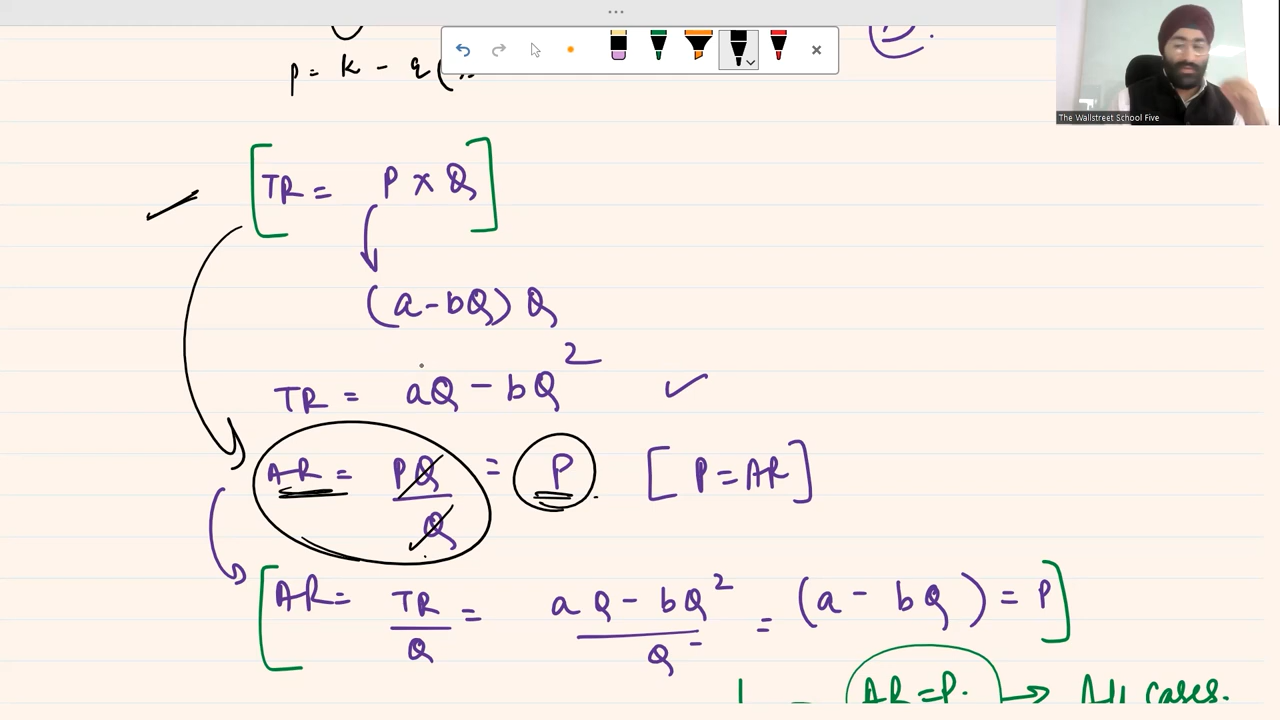 The Wallstreet School Five
p = k - q (
TR = P × Q
(a - bQ) Q
TR = aQ - bQ²
AR = PQ/Q = P [P = AR]
AR = TR/Q = aQ - bQ²/Q = (a - bQ) = P
AR = P. → All cases.